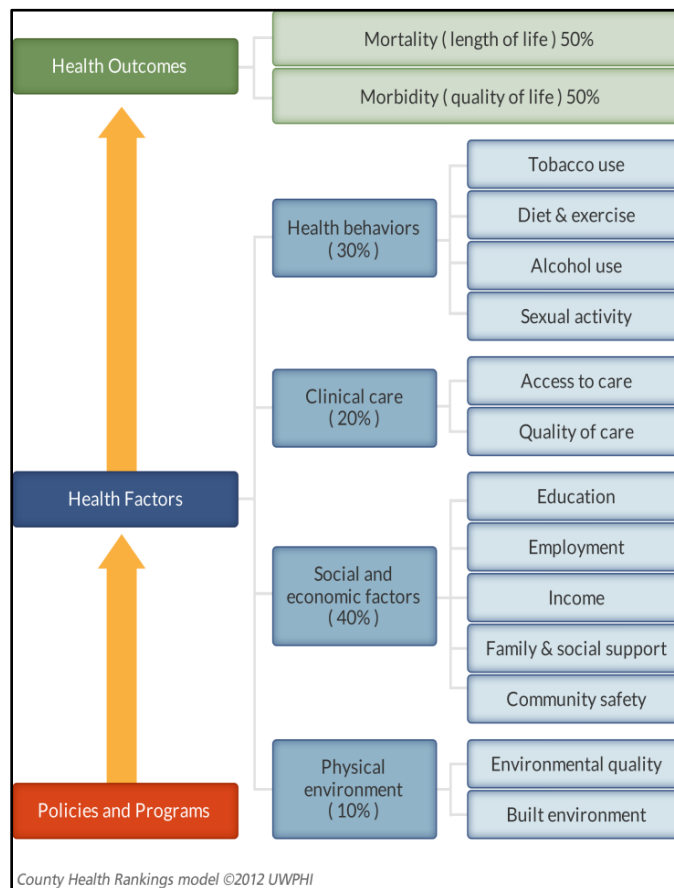 Health Outcomes
Mortality ( length of life ) 50%
Morbidity ( quality of life ) 50%
Health Factors
Health behaviors
( 30% )
Tobacco use
Diet & exercise
Alcohol use
Sexual activity
Clinical care
( 20% )
Access to care
Quality of care
Social and
economic factors
( 40% )
Education
Employment
Income
Family & social support
Community safety
Physical
environment
( 10% )
Environmental quality
Built environment
Policies and Programs
County Health Rankings model ©2012 UWPHI